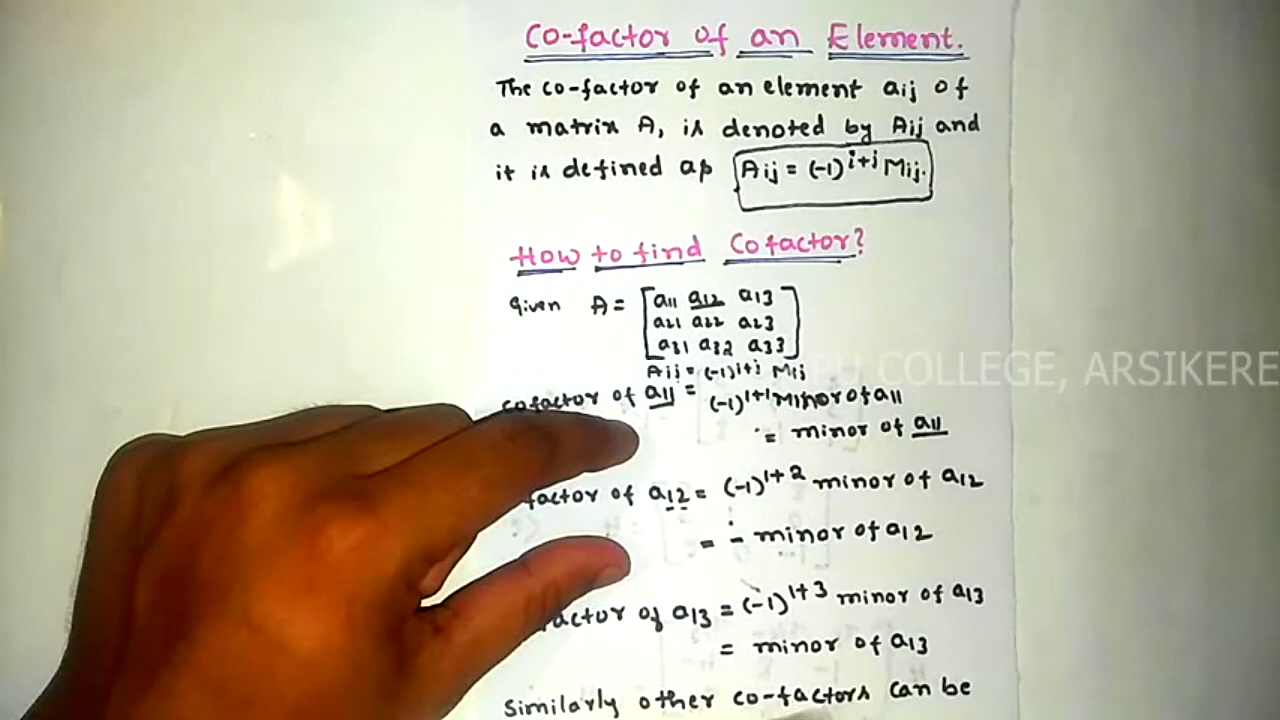 Co-factor of an Element.
The co-factor of an element aij of
a matrix A, is denoted by Aij and
it is defined as Aij = (-1)^i+j Mij.
How to find Cofactor?
Given A = [a11 a12 a13
a21 a22 a23
a31 a32 a33]
Aij = (-1)^i+j Mij
COLLEGE, ARSIKERE
cofactor of a11 = (-1)^1+1 Minor of a11
= minor of a11
factor of a12 = (-1)^1+2 minor of a12
= - minor of a12
actor of a13 = (-1)^1+3 minor of a13
= minor of a13
Similarly other co-factors can be